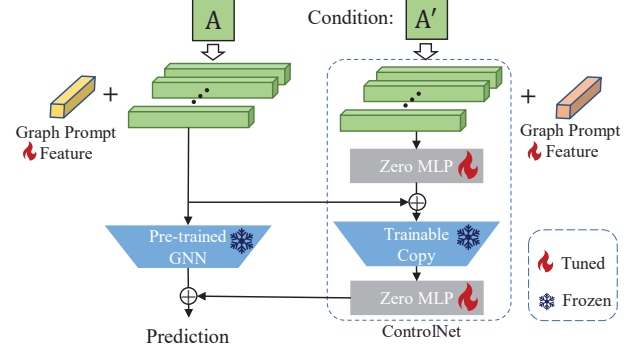 A
Condition:
A′
+
Graph Prompt
Feature
+
Graph Prompt
Feature
Zero MLP
Pre-trained
GNN
Trainable
Copy
Zero MLP
Prediction
ControlNet
Tuned
Frozen